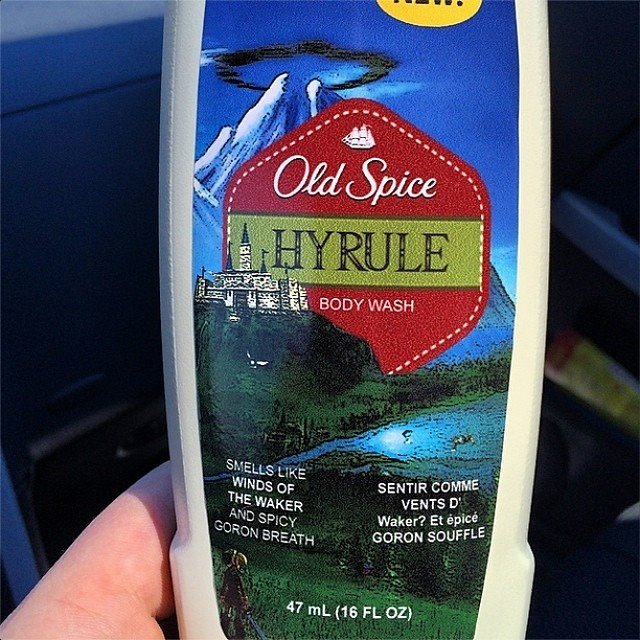 NEW!
Old Spice
HYRULE
BODY WASH
SMELLS LIKE
WINDS OF
THE WAKER
AND SPICY
GORON BREATH
SENTIR COMME
VENTS D'
Waker? Et épicé
GORON SOUFFLE
47 mL (16 FL OZ)